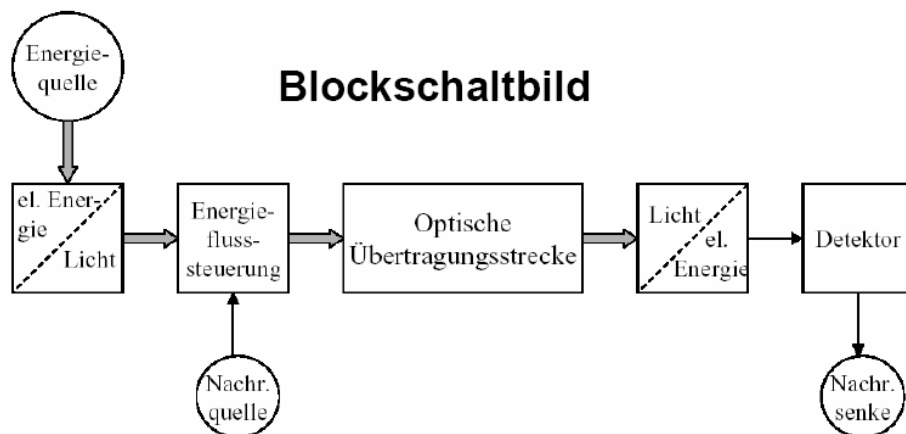 Energie-
quelle
Blockschaltbild
el. Ener-
gie
Licht
Energie-
fluss-
steuerung
Optische
Übertragungsstrecke
Licht
el.
Energie
Detektor
Nachr.
quelle
Nachr.
senke